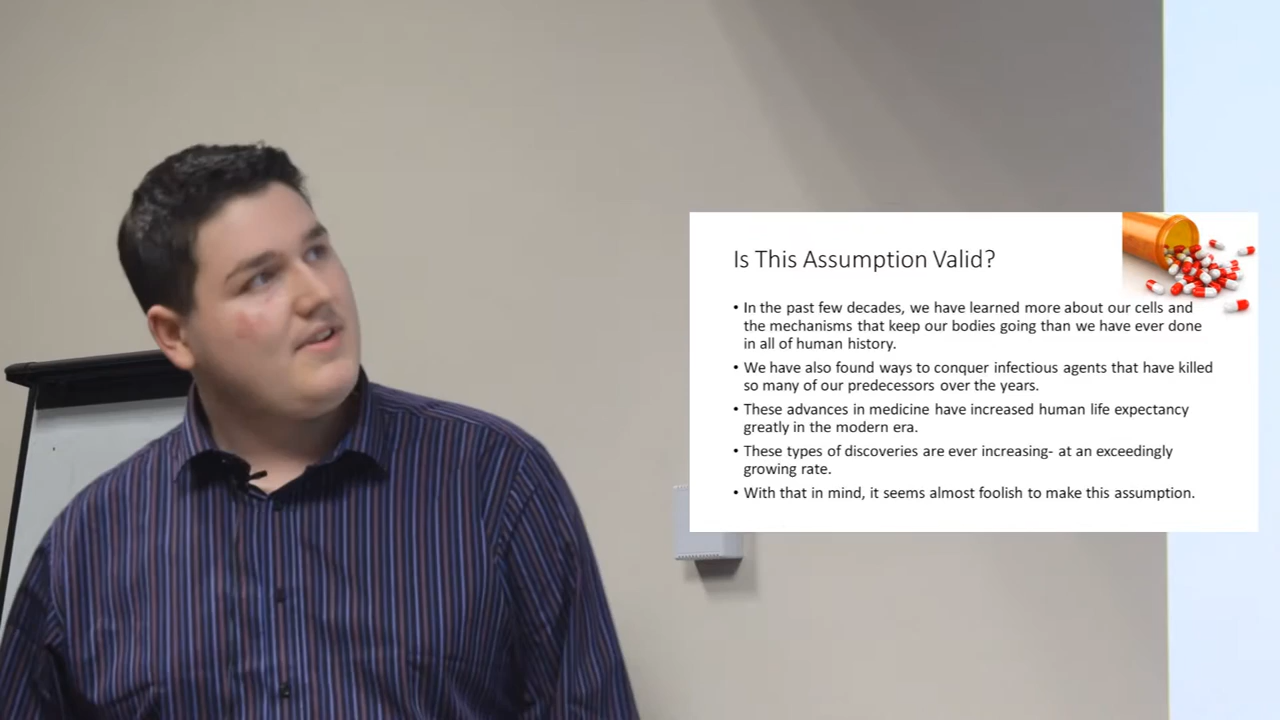 Is This Assumption Valid?
• In the past few decades, we have learned more about our cells and
the mechanisms that keep our bodies going than we have ever done
in all of human history.
• We have also found ways to conquer infectious agents that have killed
so many of our predecessors over the years.
• These advances in medicine have increased human life expectancy
greatly in the modern era.
• These types of discoveries are ever increasing- at an exceedingly
growing rate.
• With that in mind, it seems almost foolish to make this assumption.